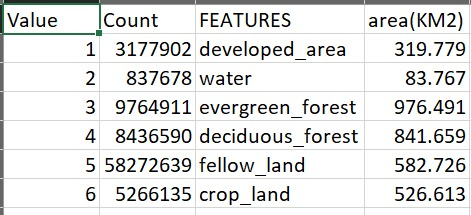 Value Count FEATURES area(KM2)
1 3177902 developed_area 319.779
2 837678 water 83.767
3 9764911 evergreen_forest 976.491
4 8436590 deciduous_forest 841.659
5 58272639 fellow_land 582.726
6 5266135 crop_land 526.613